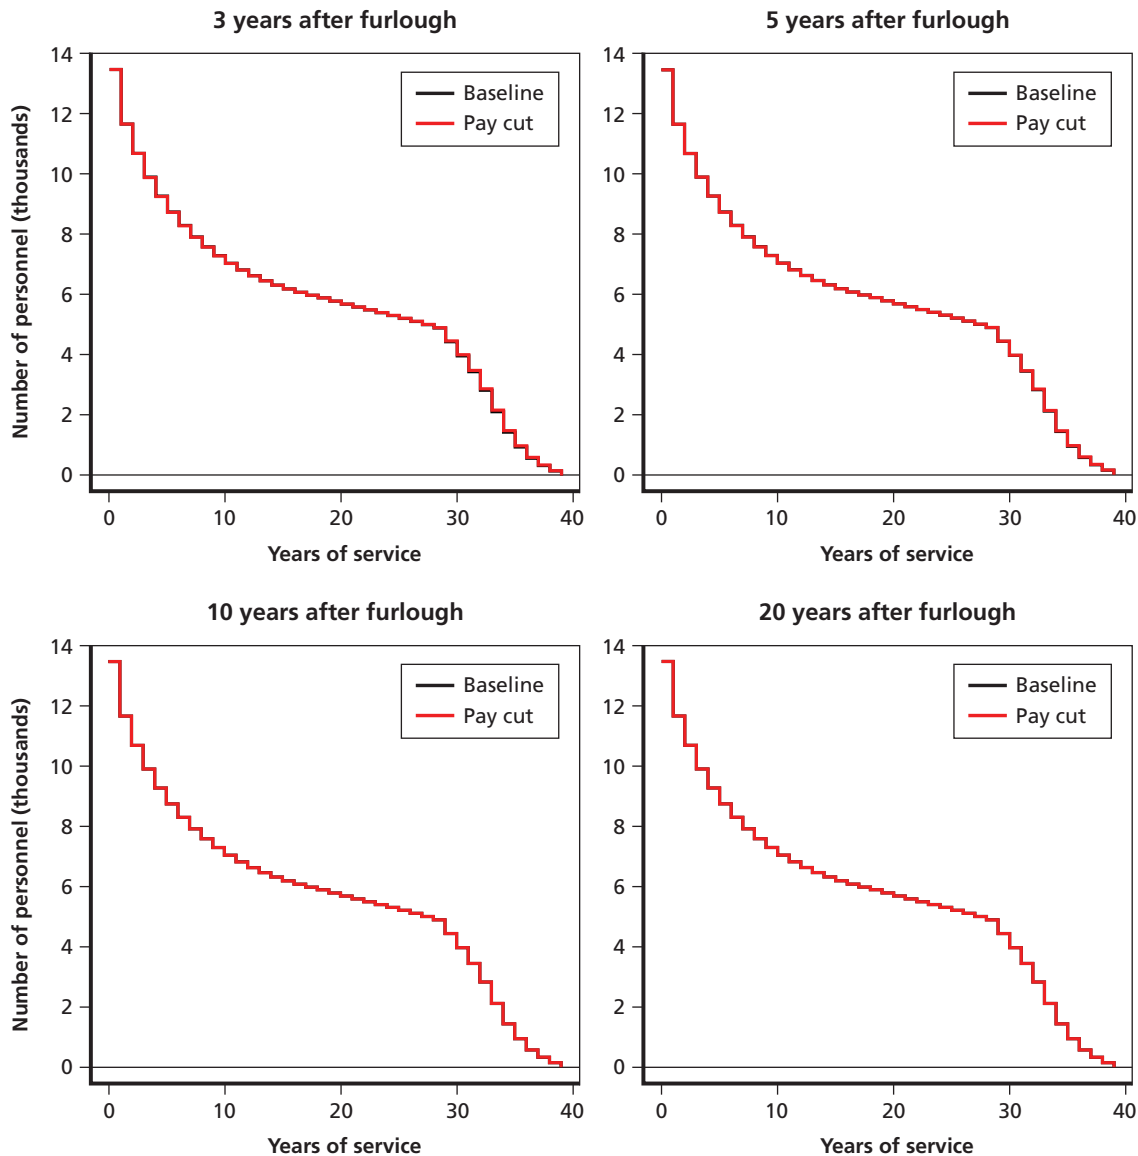 3 years after furlough
Number of personnel (thousands)
14
12
10
8
6
4
2
0
Baseline
Pay cut
0 10 20 30 40
Years of service
5 years after furlough
14
12
10
8
6
4
2
0
Baseline
Pay cut
0 10 20 30 40
Years of service
10 years after furlough
Number of personnel (thousands)
14
12
10
8
6
4
2
0
Baseline
Pay cut
0 10 20 30 40
Years of service
20 years after furlough
14
12
10
8
6
4
2
0
Baseline
Pay cut
0 10 20 30 40
Years of service